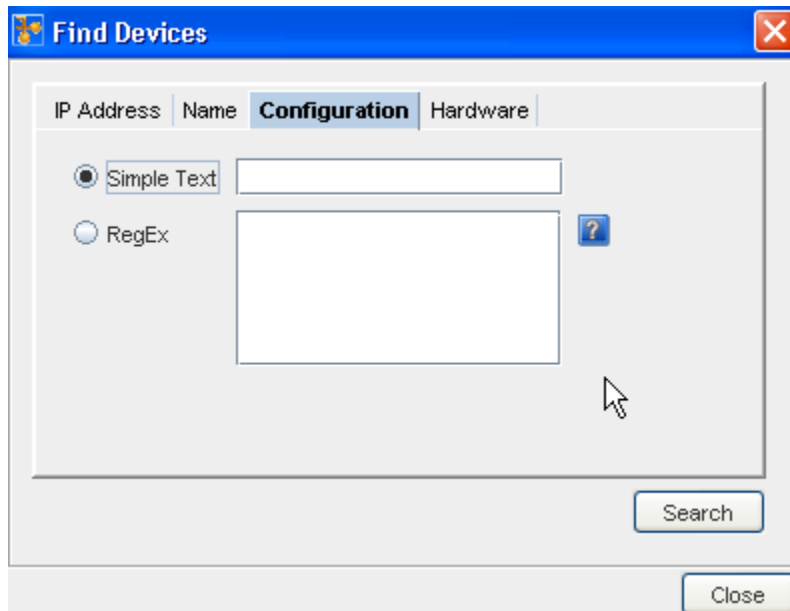 Find Devices
IP Address Name Configuration Hardware
Simple Text
RegEx
?
Search
Close